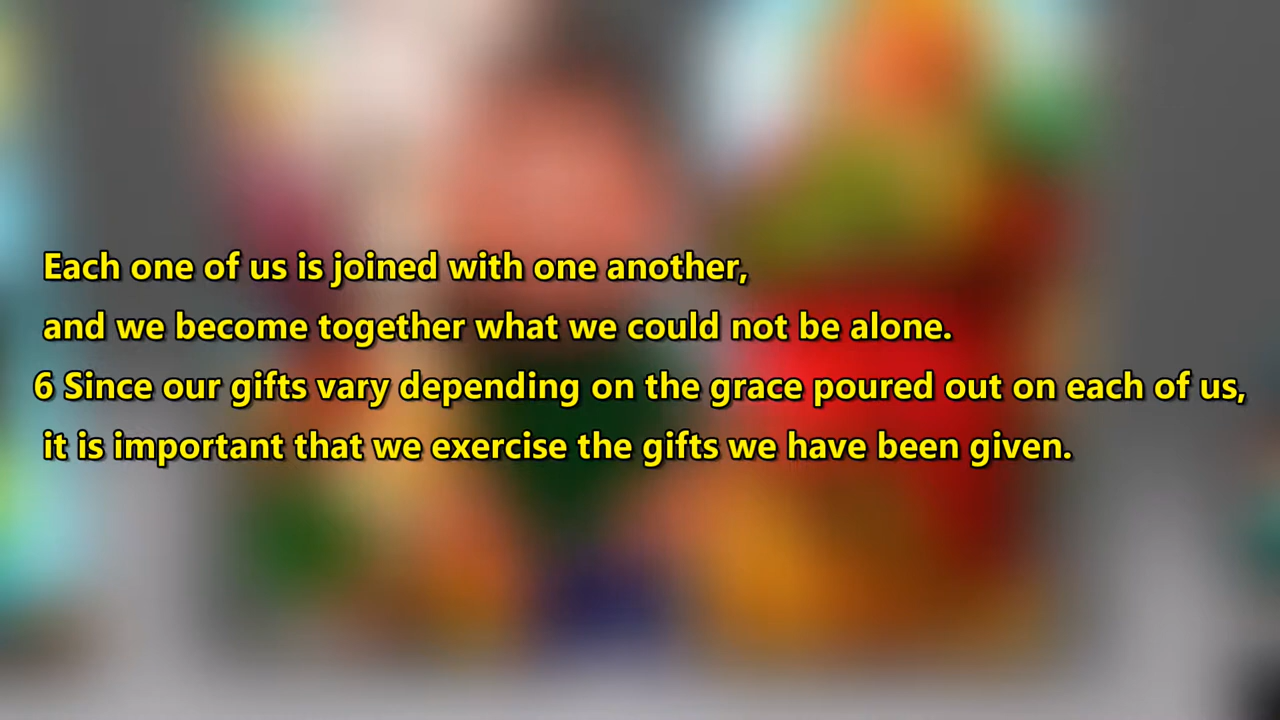 Each one of us is joined with one another,
and we become together what we could not be alone.
6 Since our gifts vary depending on the grace poured out on each of us,
it is important that we exercise the gifts we have been given.